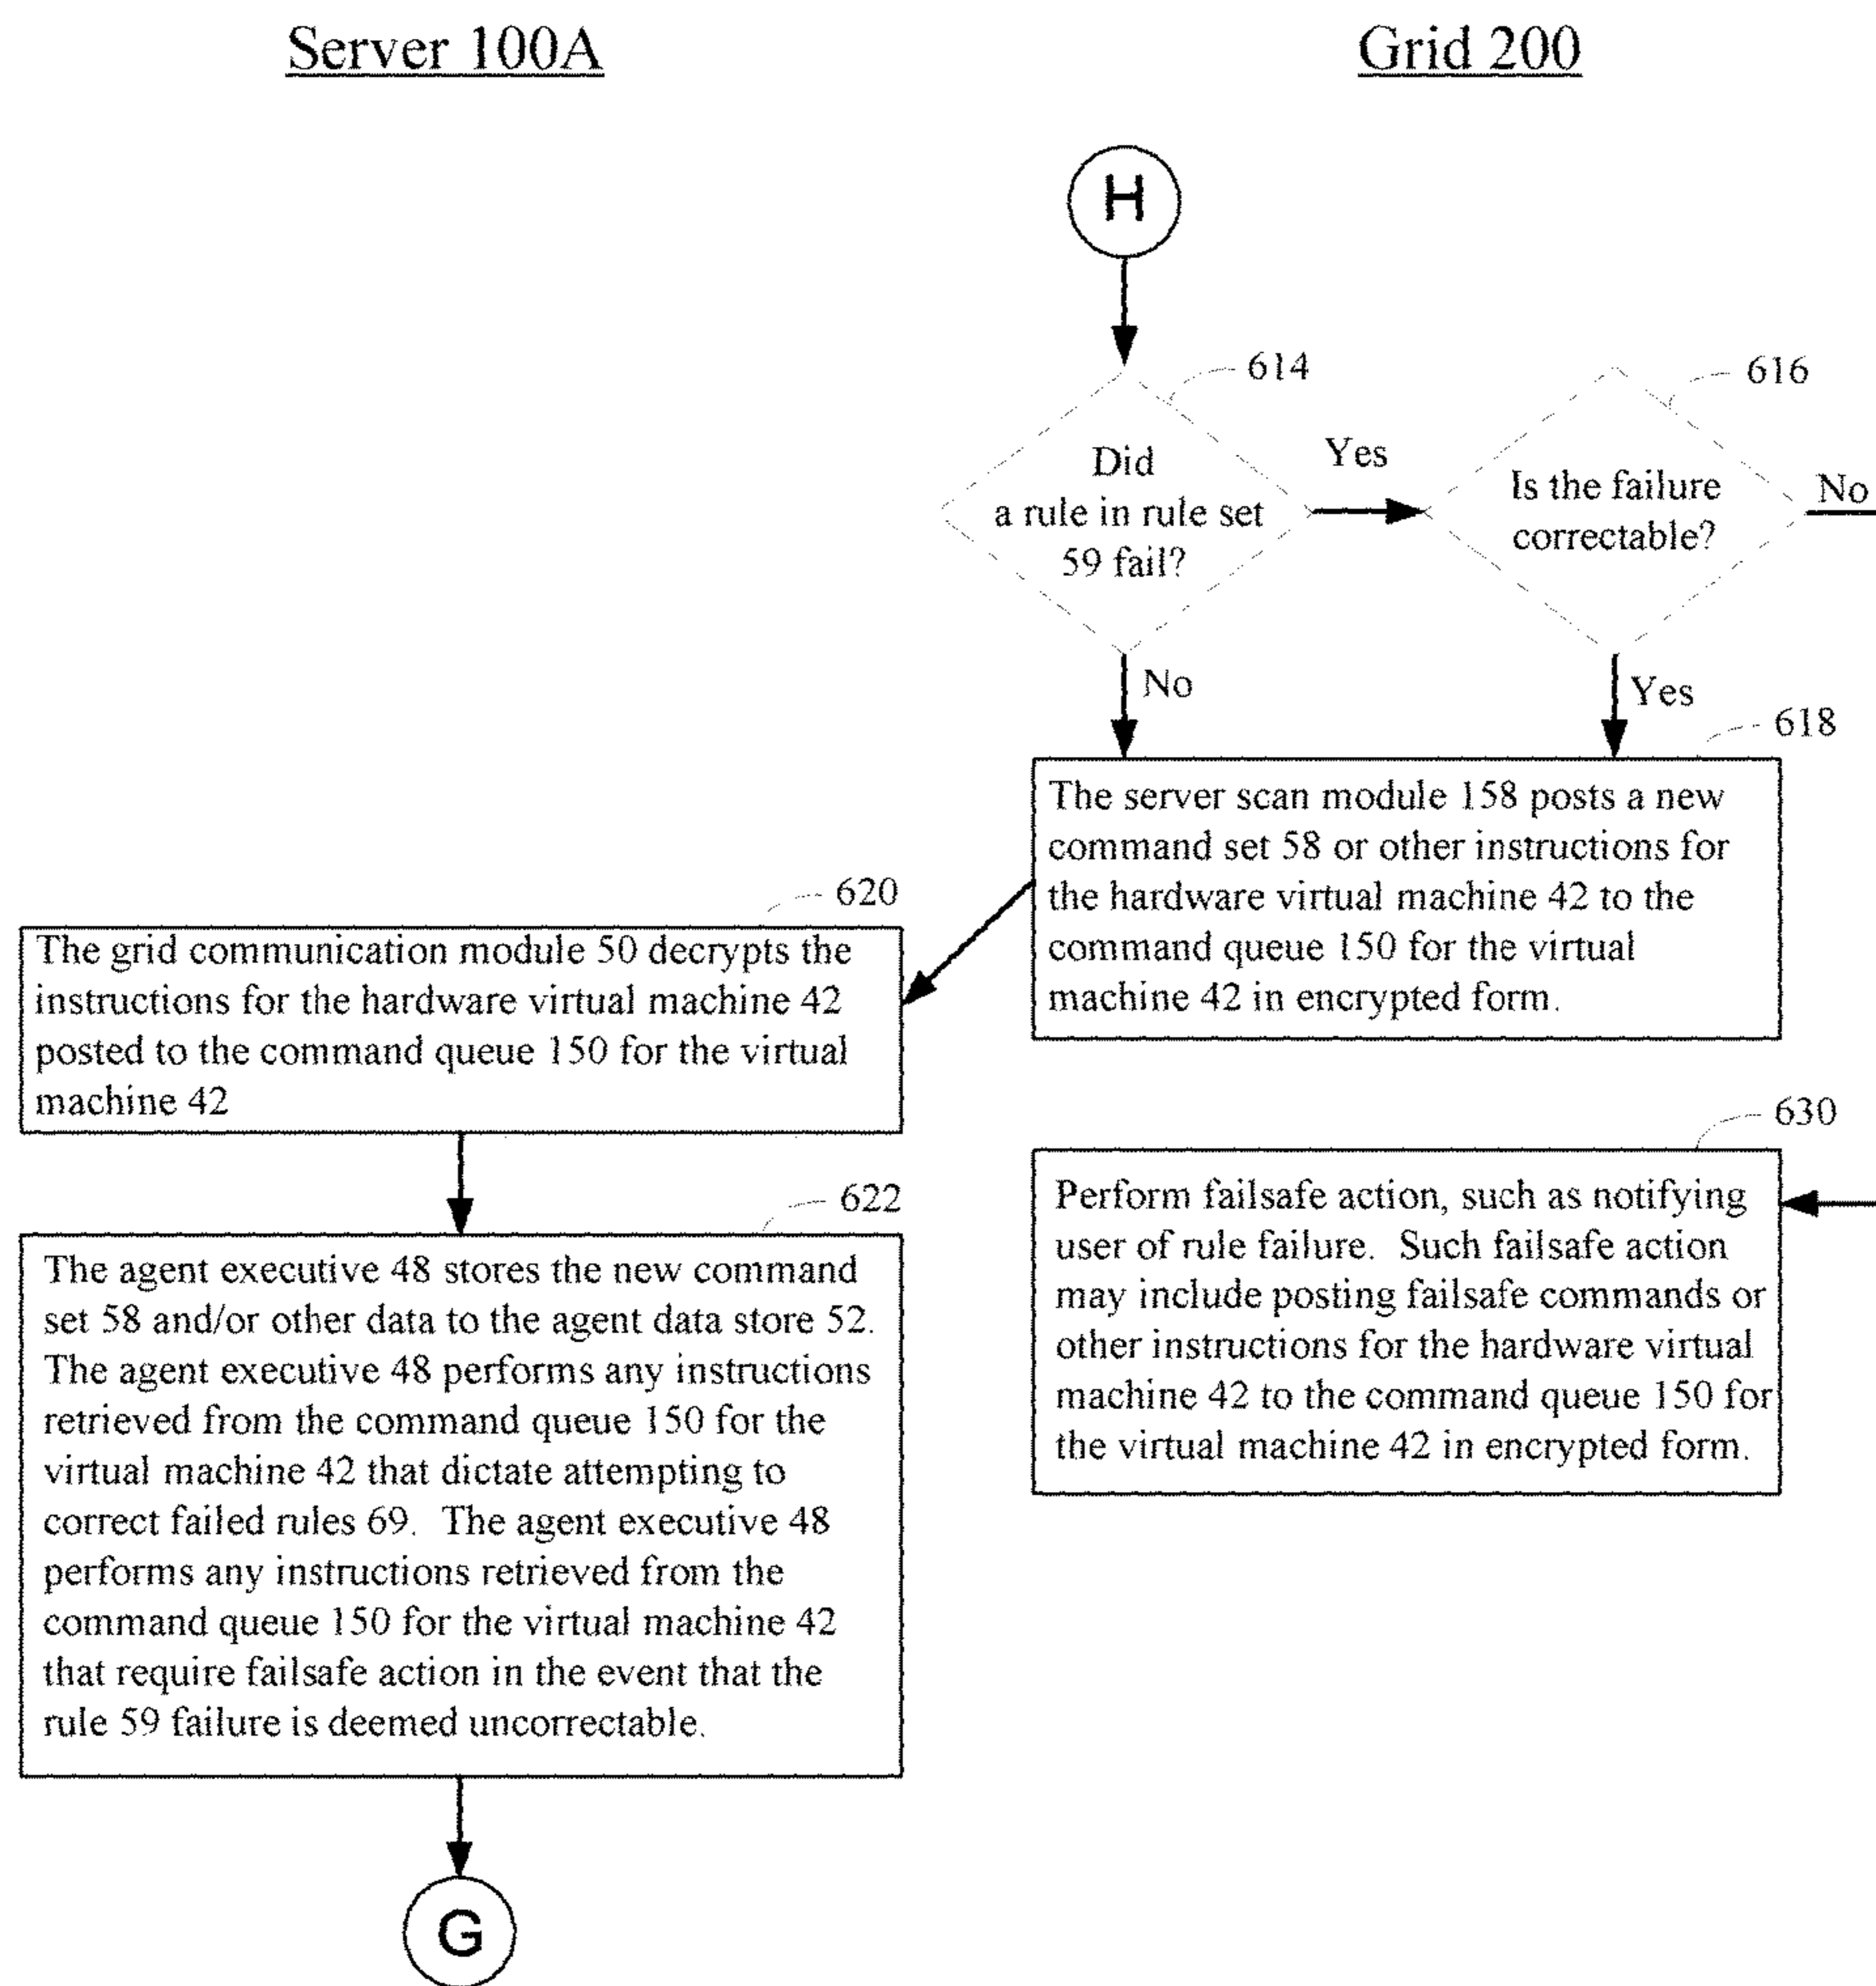 Server 100A
Grid 200
H
614
616
Did
a rule in rule set
59 fail?
Yes
Is the failure
correctable?
No
No
Yes
618
The server scan module 158 posts a new
command set 58 or other instructions for
the hardware virtual machine 42 to the
command queue 150 for the virtual
machine 42 in encrypted form.
620
The grid communication module 50 decrypts the
instructions for the hardware virtual machine 42
posted to the command queue 150 for the virtual
machine 42
630
Perform failsafe action, such as notifying
user of rule failure. Such failsafe action
may include posting failsafe commands or
other instructions for the hardware virtual
machine 42 to the command queue 150 for
the virtual machine 42 in encrypted form.
622
The agent executive 48 stores the new command
set 58 and/or other data to the agent data store 52.
The agent executive 48 performs any instructions
retrieved from the command queue 150 for the
virtual machine 42 that dictate attempting to
correct failed rules 69. The agent executive 48
performs any instructions retrieved from the
command queue 150 for the virtual machine 42
that require failsafe action in the event that the
rule 59 failure is deemed uncorrectable.
G